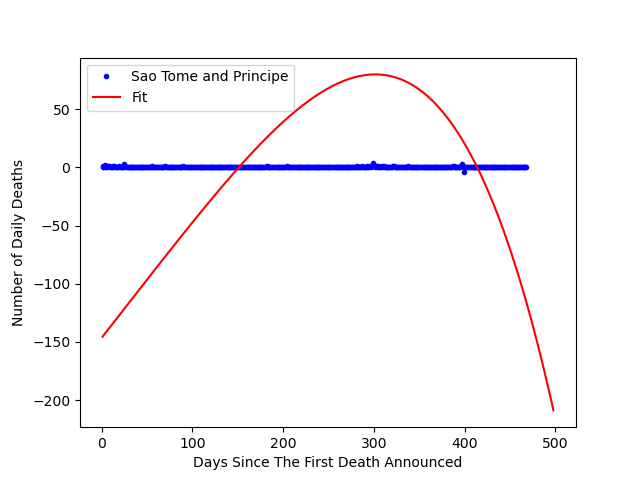 Sao Tome and Principe
Fit
50
0
−50
−100
−150
−200
Number of Daily Deaths
0 100 200 300 400 500
Days Since The First Death Announced